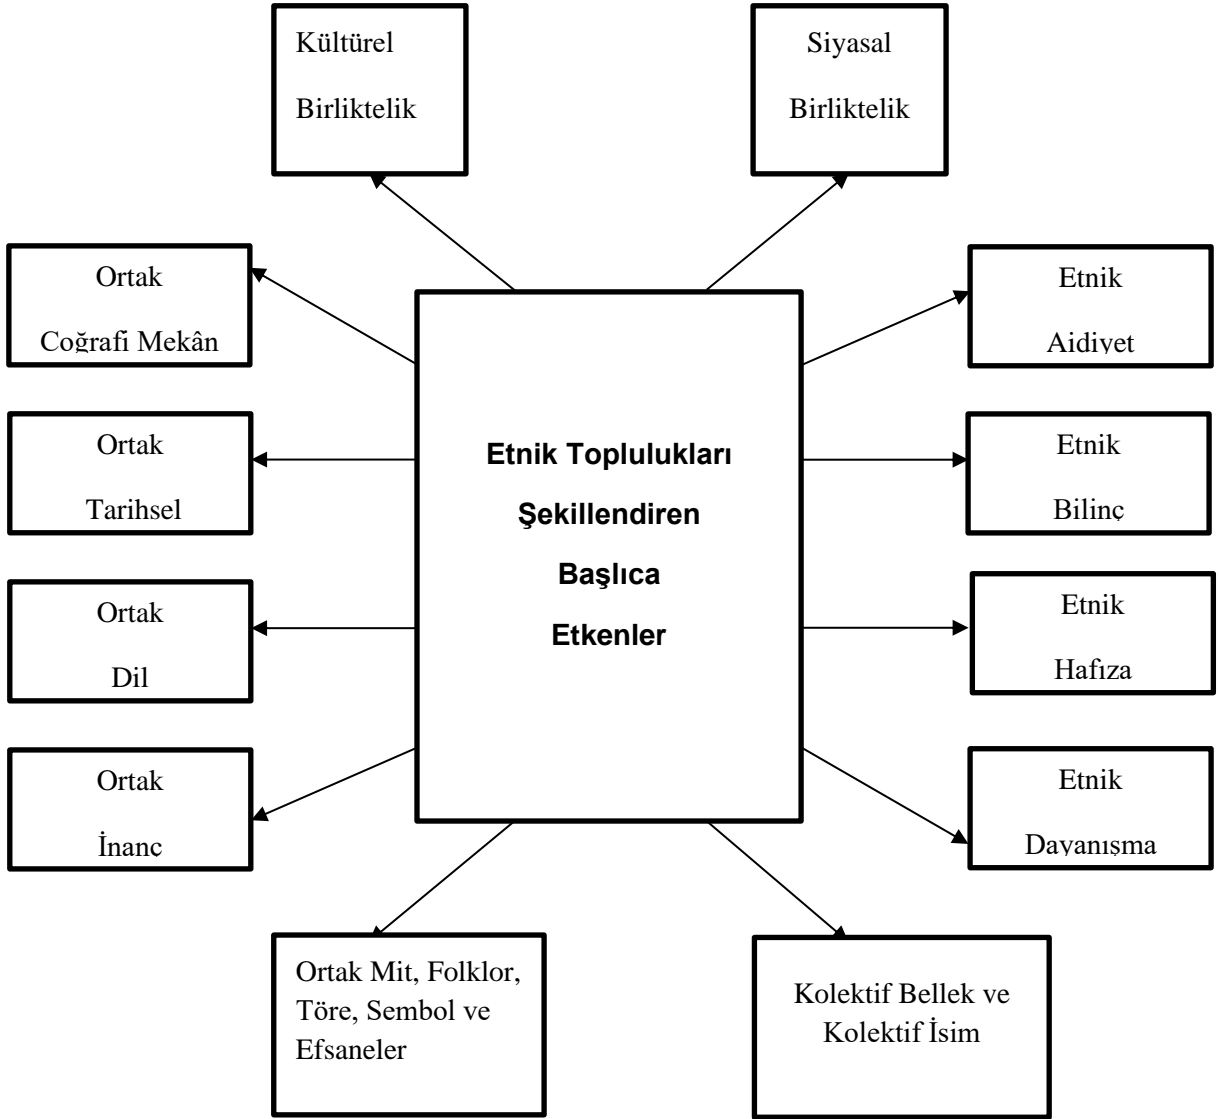 Kültürel
Birliktelik
Siyasal
Birliktelik
Ortak
Coğrafi Mekân
Etnik
Aidiyet
Ortak
Tarihsel
Etnik
Bilinç
Etnik Toplulukları
Şekillendiren
Başlıca
Etkenler
Ortak
Dil
Etnik
Hafıza
Ortak
İnanç
Etnik
Dayanışma
Ortak Mit, Folklor,
Töre, Sembol ve
Efsaneler
Kolektif Bellek ve
Kolektif İsim